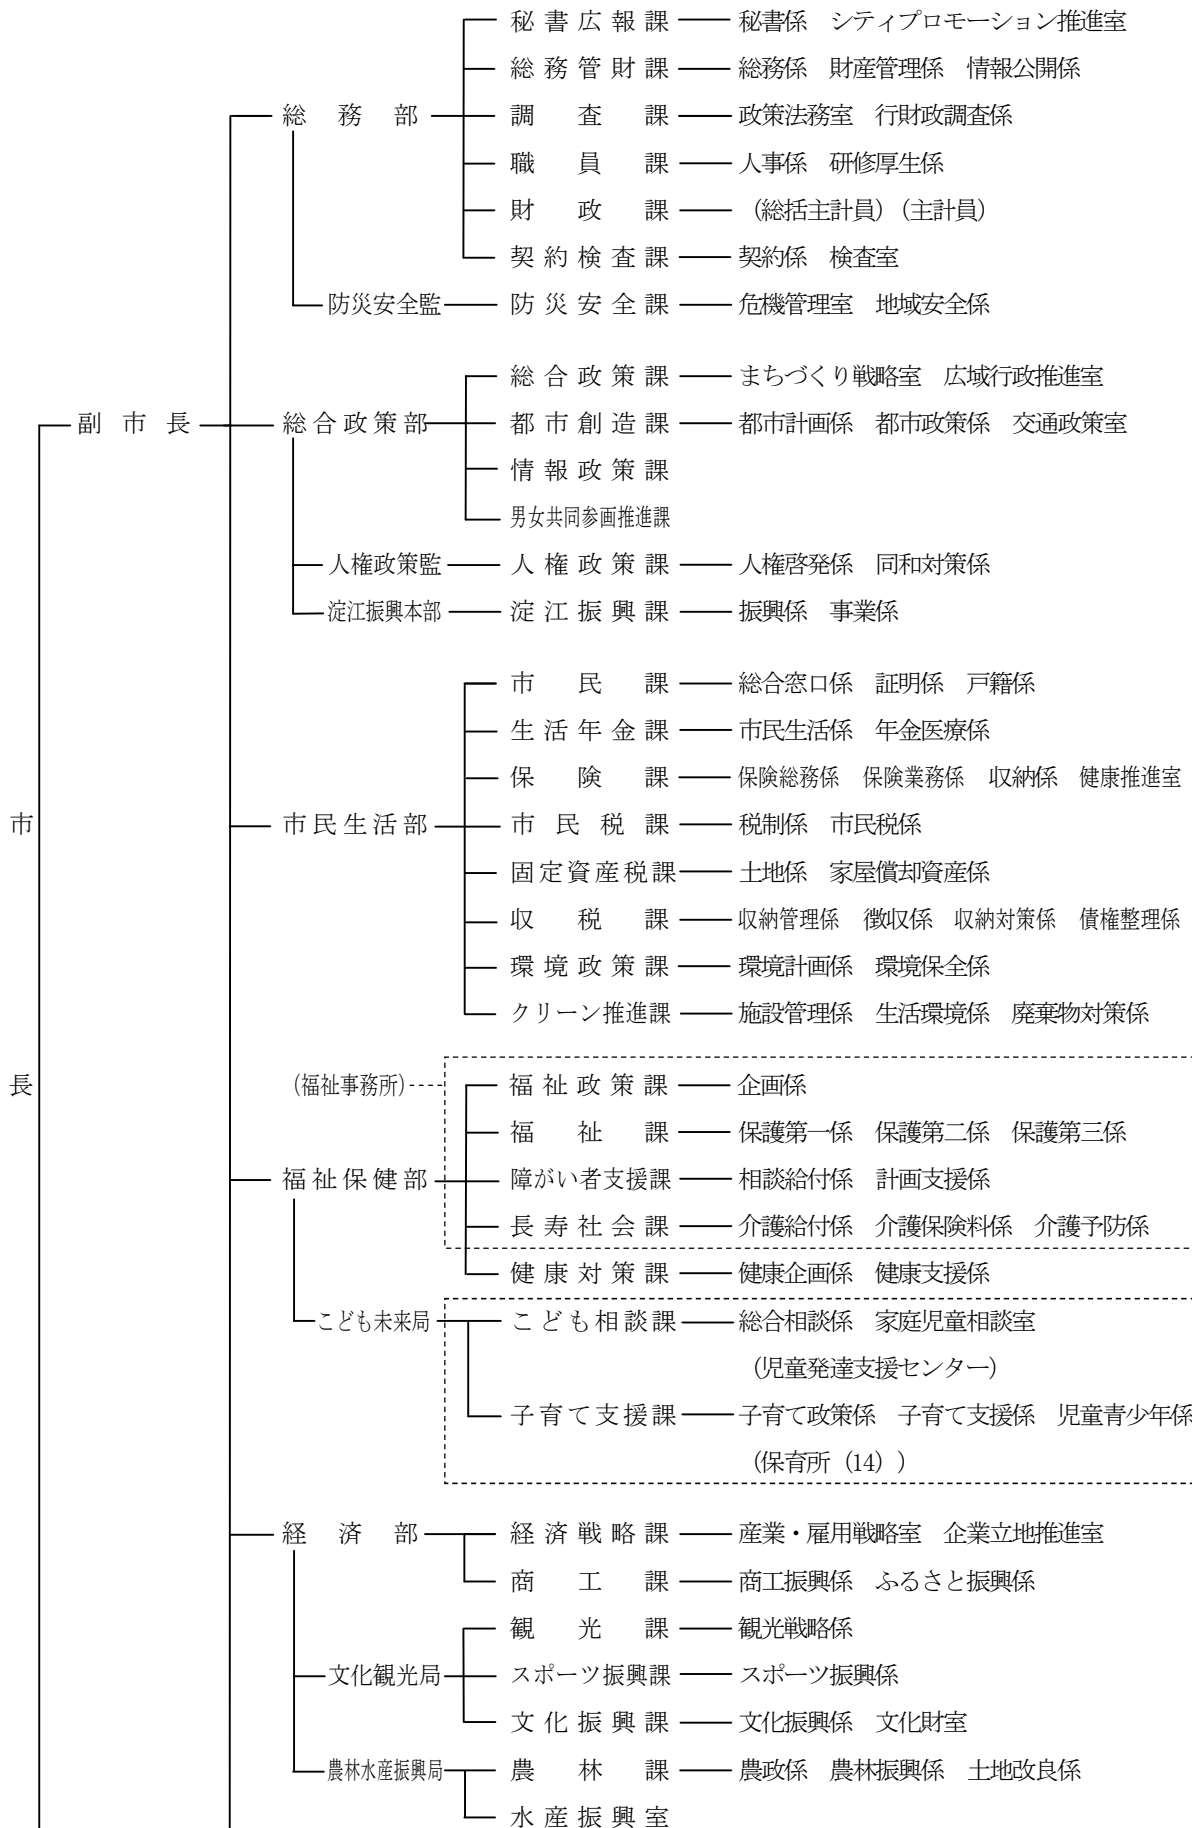 秘書広報課 秘書係 シティプロモーション推進室
総務管財課 総務係 財産管理係 情報公開係
総務部 調査課 政策法務室 行財政調査係
職員課 人事係 研修厚生係
財政課 (総括主計員) (主計員)
契約検査課 契約係 検査室
防災安全監 防災安全課 危機管理室 地域安全係
総合政策課 まちづくり戦略室 広域行政推進室
副市長 総合政策部 都市創造課 都市計画係 都市政策係 交通政策室
情報政策課
男女共同参画推進課
人権政策監 人権政策課 人権啓発係 同和対策係
淀江振興本部 淀江振興課 振興係 事業係
市民課 総合窓口係 証明係 戸籍係
生活年金課 市民生活係 年金医療係
保険課 保険総務係 保険業務係 収納係 健康推進室
市 市民生活部 市民税課 税制係 市民税係
固定資産税課 土地係 家屋償却資産係
収税課 収納管理係 徴収係 収納対策係 債権整理係
環境政策課 環境計画係 環境保全係
クリーン推進課 施設管理係 生活環境係 廃棄物対策係
長 (福祉事務所) 福祉政策課 企画係
福祉課 保護第一係 保護第二係 保護第三係
福祉保健部 障がい者支援課 相談給付係 計画支援係
長寿社会課 介護給付係 介護保険料係 介護予防係
健康対策課 健康企画係 健康支援係
こども未来局 こども相談課 総合相談係 家庭児童相談室
(児童発達支援センター)
子育て支援課 子育て政策係 子育て支援係 児童青少年係
(保育所 (14) )
経済部 経済戦略課 産業・雇用戦略室 企業立地推進室
商工課 商工振興係 ふるさと振興係
観光課 観光戦略係
文化観光局 スポーツ振興課 スポーツ振興係
文化振興課 文化振興係 文化財室
農林水産振興局 農林課 農政係 農林振興係 土地改良係
水産振興室